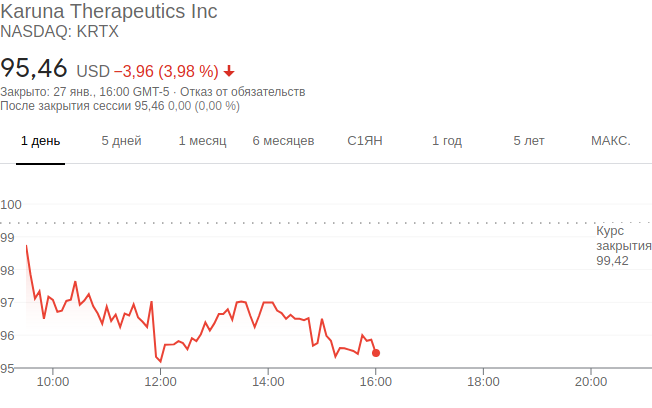 Karuna Therapeutics Inc
NASDAQ: KRTX
95,46 USD −3,96 (3,98 %)
Закрыто: 27 янв., 16:00 GMT-5 · Отказ от обязательств
После закрытия сессии 95,46 0,00 (0,00 %)
1 день 5 дней 1 месяц 6 месяцев С1ЯН 1 год 5 лет МАКС.
100
99
98
97
96
95
Курс
закрытия
99,42
10:00 12:00 14:00 16:00 18:00 20:00